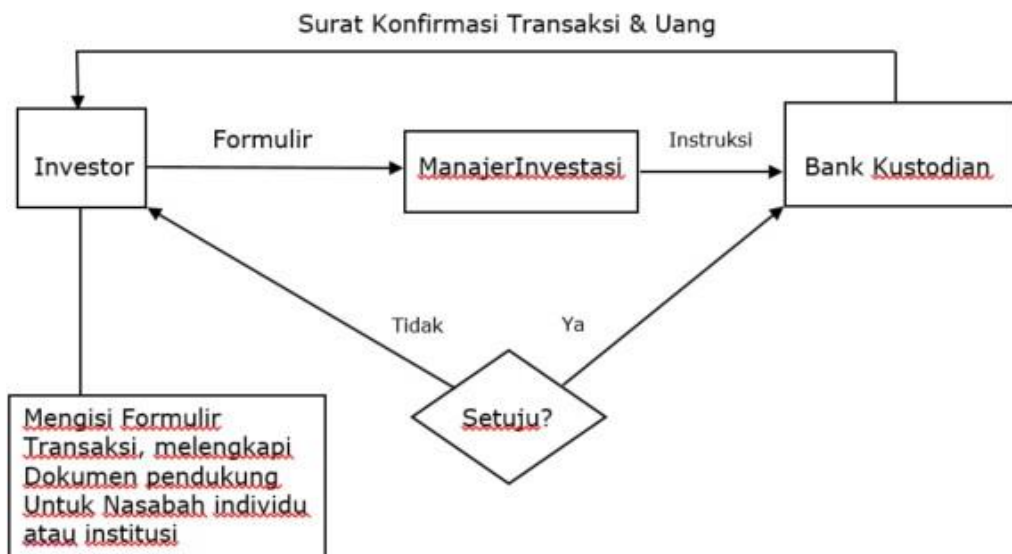 Surat Konfirmasi Transaksi & Uang
Investor
Formulir
ManajerInvestasi
Instruksi
Bank Kustodian
Tidak
Ya
Setuju?
Mengisi Formulir
Transaksi, melengkapi
Dokumen pendukung
Untuk Nasabah individu
atau institusi